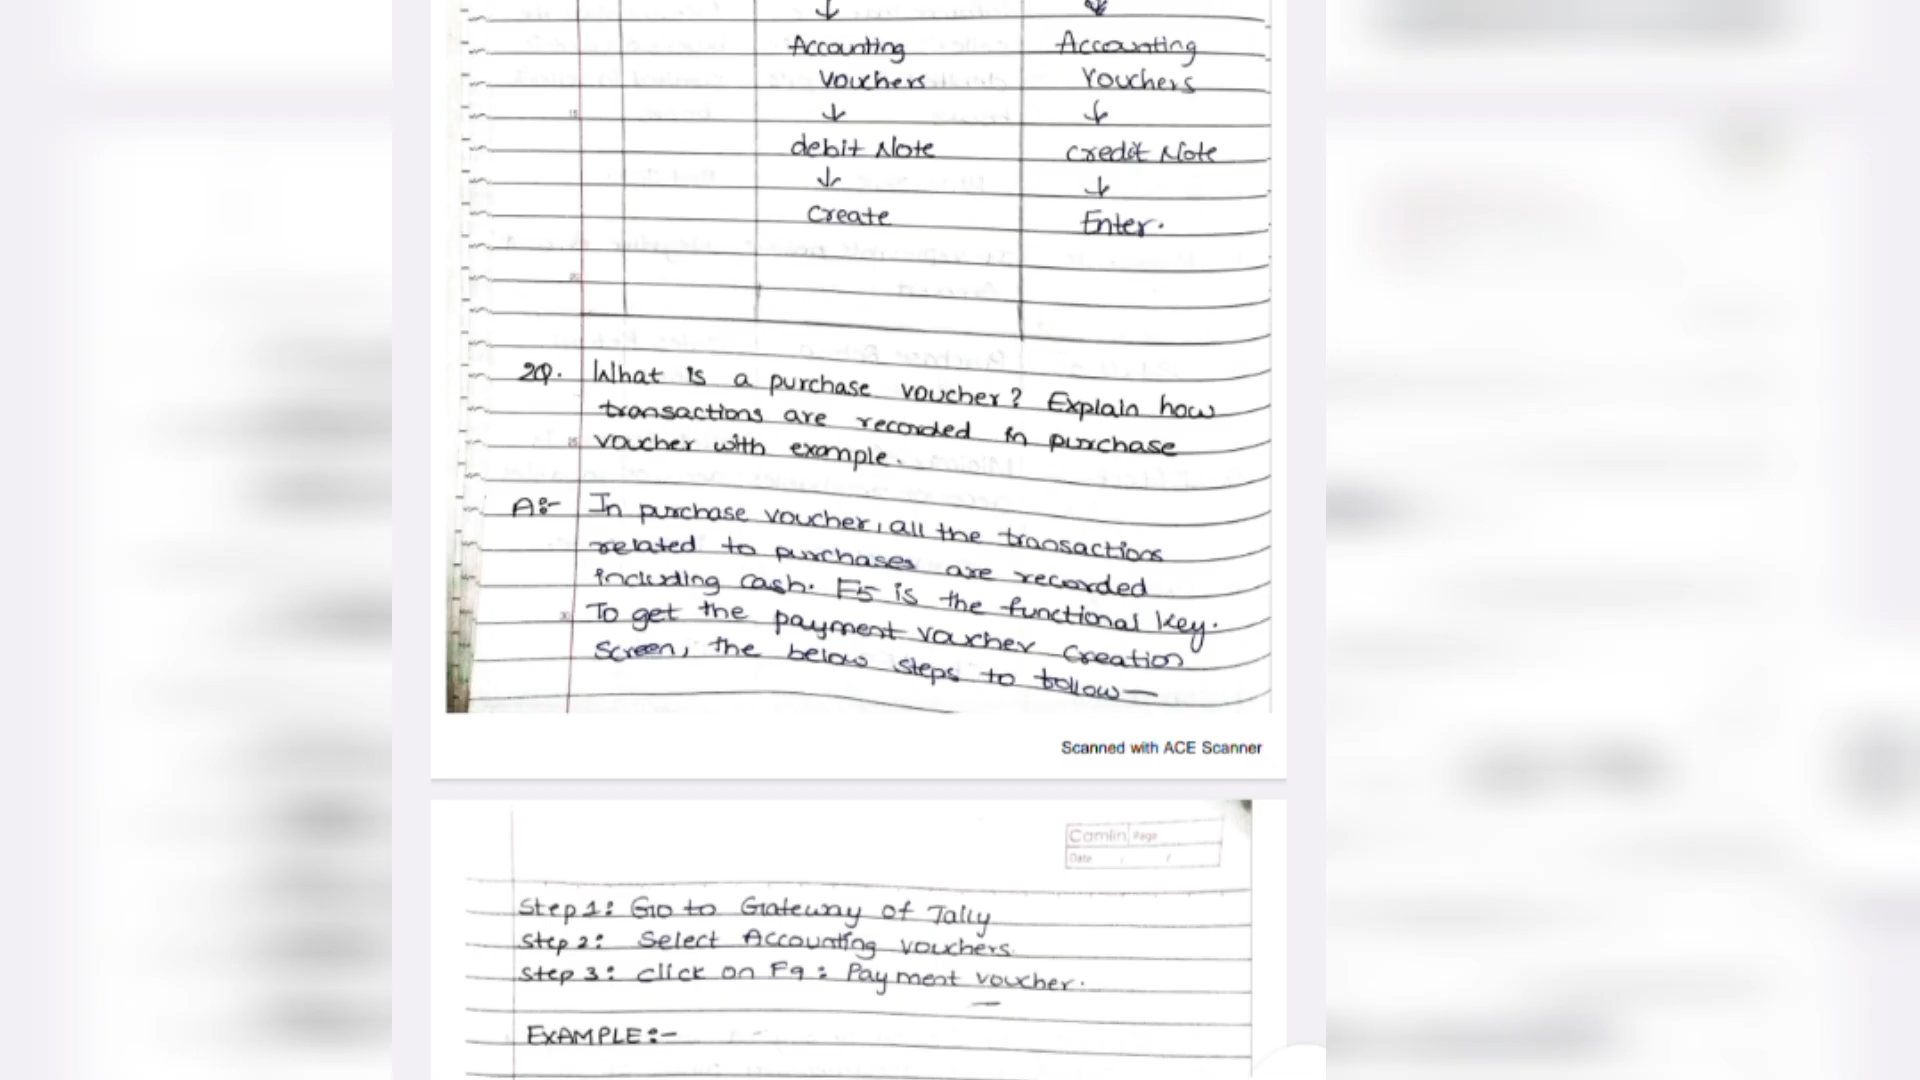 ↓ ↓
Accounting Accounting
Vouchers Vouchers
↓ ↓
debit Note credit Note
↓ ↓
Create Enter.
2Q. What is a purchase voucher? Explain how
transactions are recorded in purchase
voucher with example.
A:- In purchase voucher, all the transactions
related to purchases are recorded
including cash. F5 is the functional key.
To get the payment voucher creation
Screen, the below steps to follow—
Scanned with ACE Scanner
Camlin Page
Date / /
Step 1: Go to Gateway of Tally
Step 2: Select Accounting vouchers.
Step 3: click on F9: Payment voucher.
EXAMPLE:-